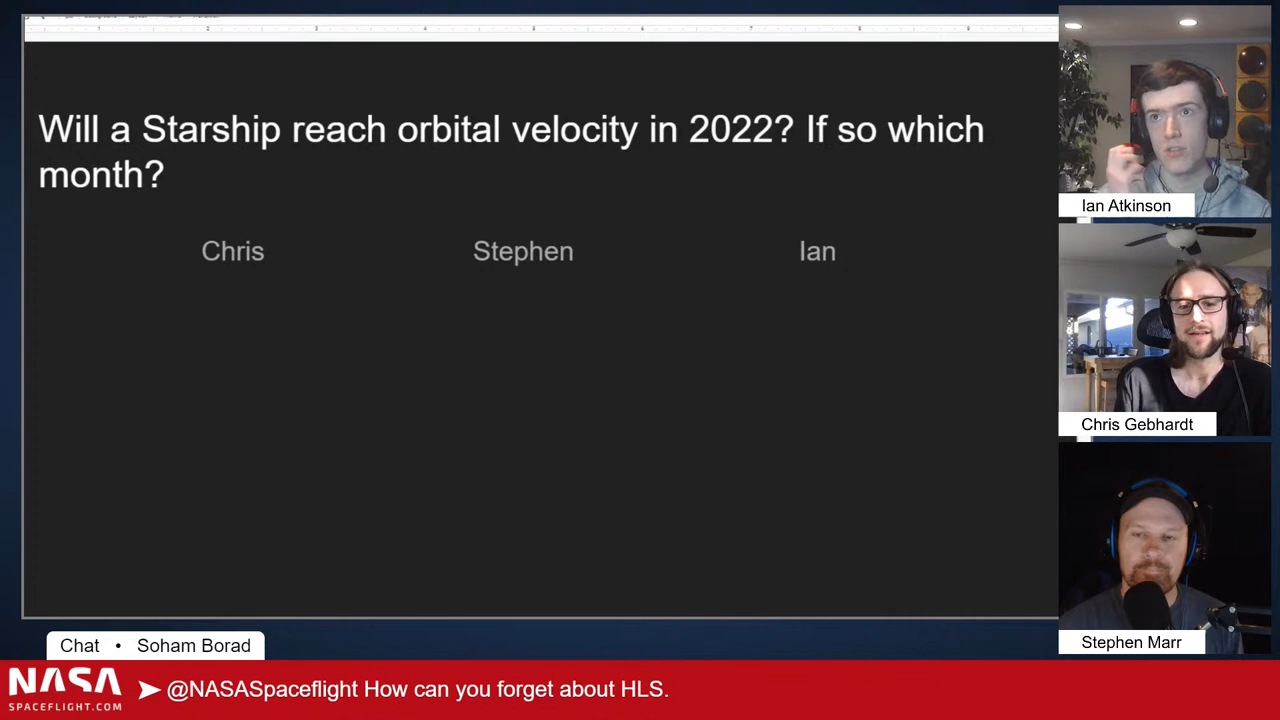 Will a Starship reach orbital velocity in 2022? If so which
month?
Chris Stephen Ian
Ian Atkinson
Chris Gebhardt
Stephen Marr
Chat • Soham Borad
NASA
SPACEFLIGHT.COM
@NASASpaceflight How can you forget about HLS.